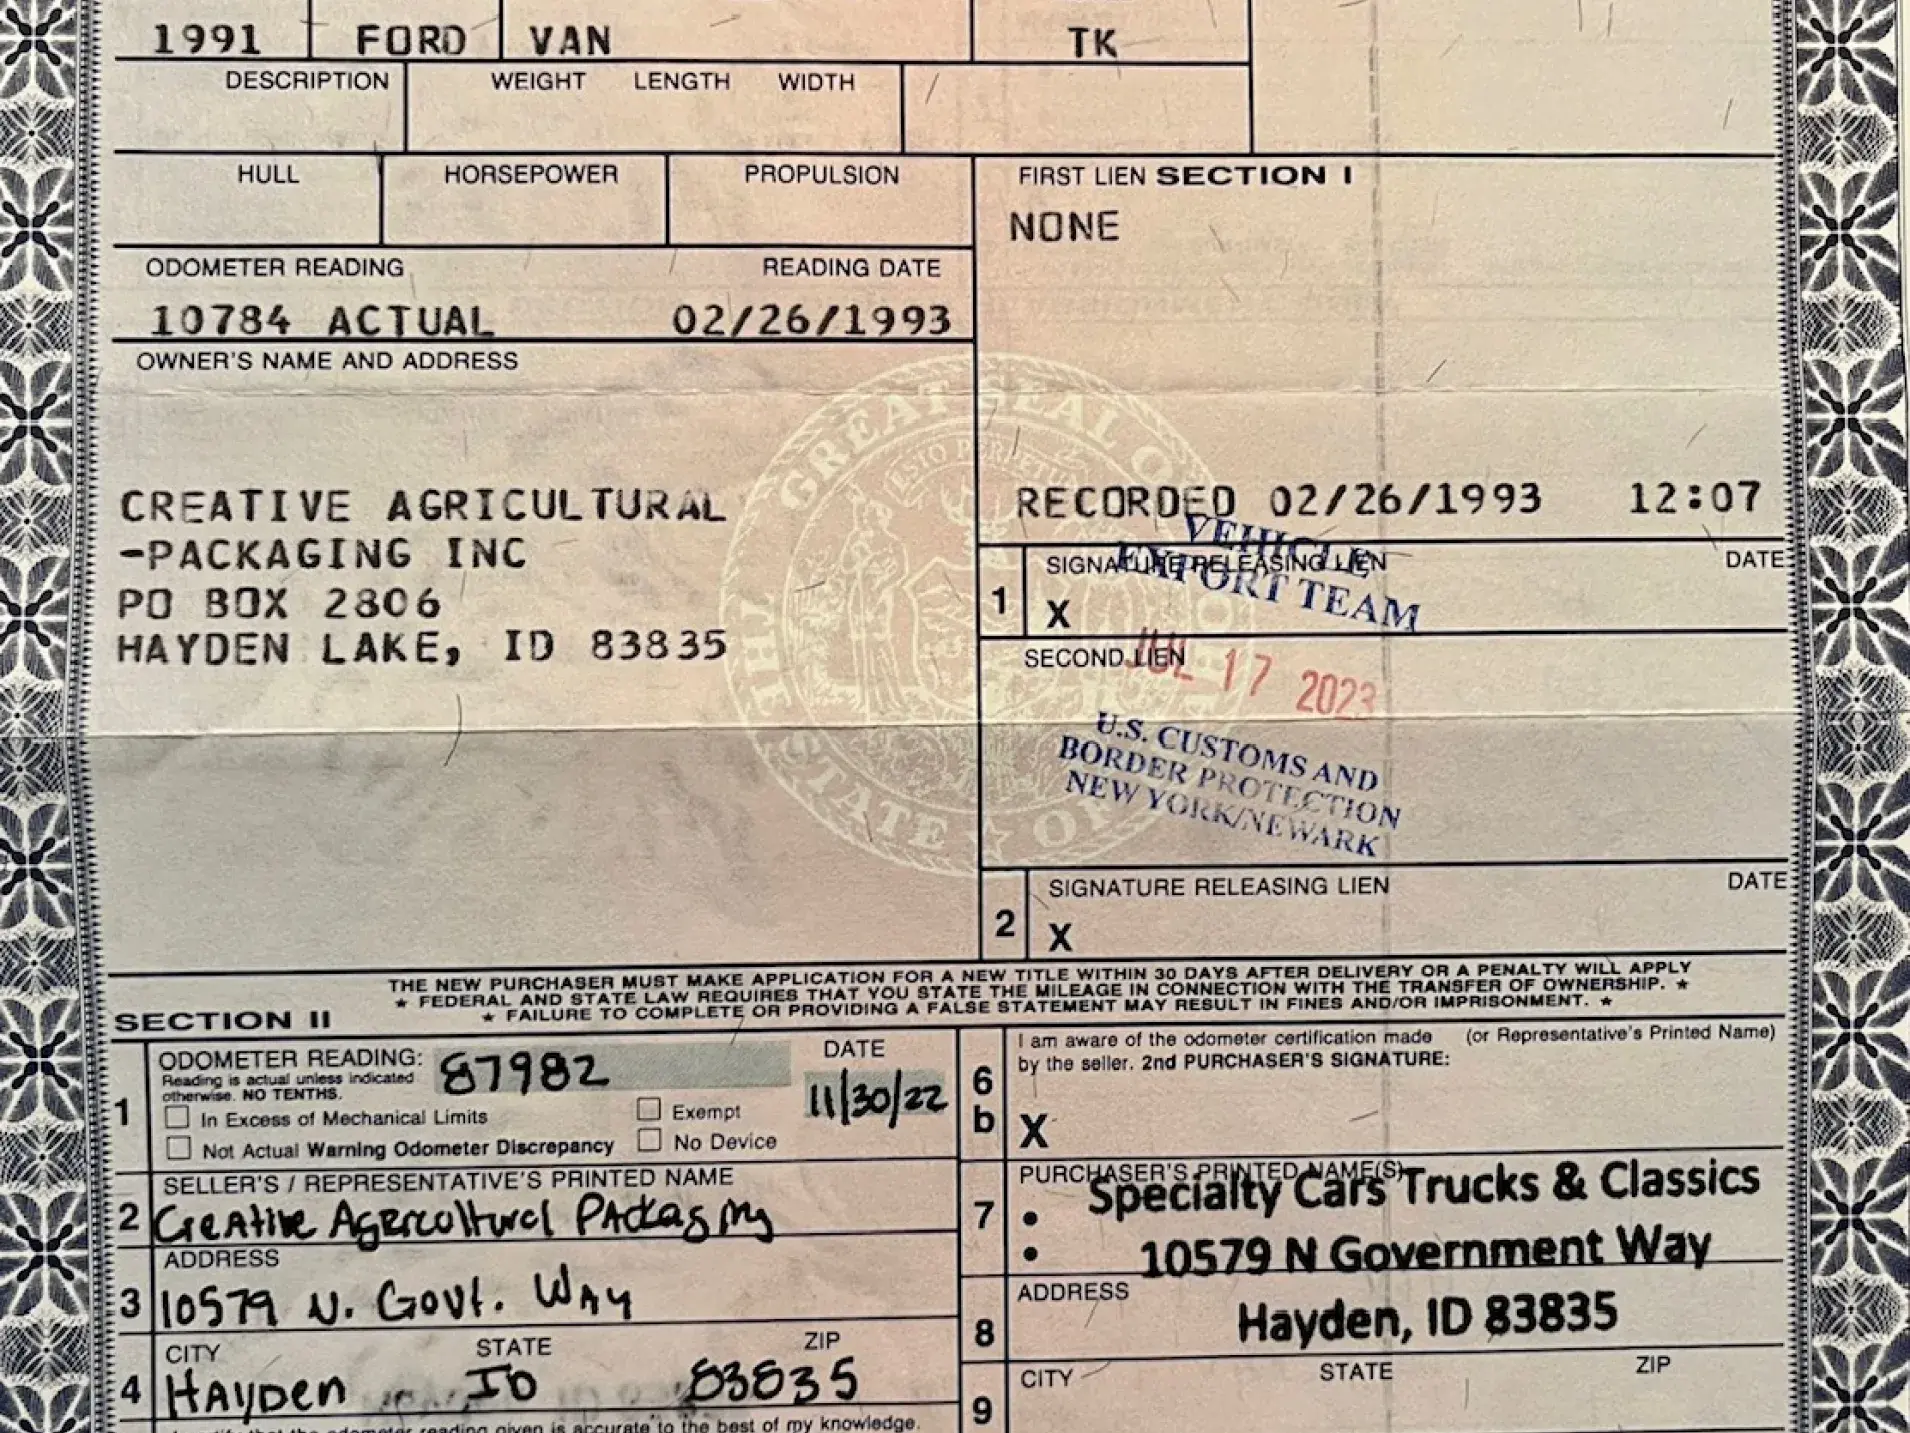 1991 FORD VAN TK
DESCRIPTION WEIGHT LENGTH WIDTH
HULL HORSEPOWER PROPULSION
FIRST LIEN SECTION I
NONE
ODOMETER READING READING DATE
10784 ACTUAL 02/26/1993
OWNER'S NAME AND ADDRESS
CREATIVE AGRICULTURAL
-PACKAGING INC
PO BOX 2806
HAYDEN LAKE, ID 83835
THE GREAT SEAL OF THE STATE OF
ESTO PERPETUA
RECORDED 02/26/1993 12:07
VEHICLE
EXPORT TEAM
1 SIGNATURE RELEASING LIEN DATE
X
SECOND LIEN
JUL 17 2023
U.S. CUSTOMS AND
BORDER PROTECTION
NEW YORK/NEWARK
2 SIGNATURE RELEASING LIEN DATE
X
THE NEW PURCHASER MUST MAKE APPLICATION FOR A NEW TITLE WITHIN 30 DAYS AFTER DELIVERY OR A PENALTY WILL APPLY
★ FEDERAL AND STATE LAW REQUIRES THAT YOU STATE THE MILEAGE IN CONNECTION WITH THE TRANSFER OF OWNERSHIP. ★
★ FAILURE TO COMPLETE OR PROVIDING A FALSE STATEMENT MAY RESULT IN FINES AND/OR IMPRISONMENT. ★
SECTION II
1 ODOMETER READING: 87982 DATE
Reading is actual unless indicated
otherwise. NO TENTHS.
11/30/22
In Excess of Mechanical Limits Exempt
Not Actual Warning Odometer Discrepancy No Device
2 SELLER'S / REPRESENTATIVE'S PRINTED NAME
Creative Agricultural Packaging
3 ADDRESS
10579 N. Govt. Way
4 CITY STATE ZIP
Hayden ID 83835
odometer reading given is accurate to the best of my knowledge.
6 b I am aware of the odometer certification made (or Representative's Printed Name)
by the seller. 2nd PURCHASER'S SIGNATURE:
X
7 PURCHASER'S PRINTED NAME(S)
• Specialty Cars Trucks & Classics
• 10579 N Government Way
8 ADDRESS
Hayden, ID 83835
9 CITY STATE ZIP